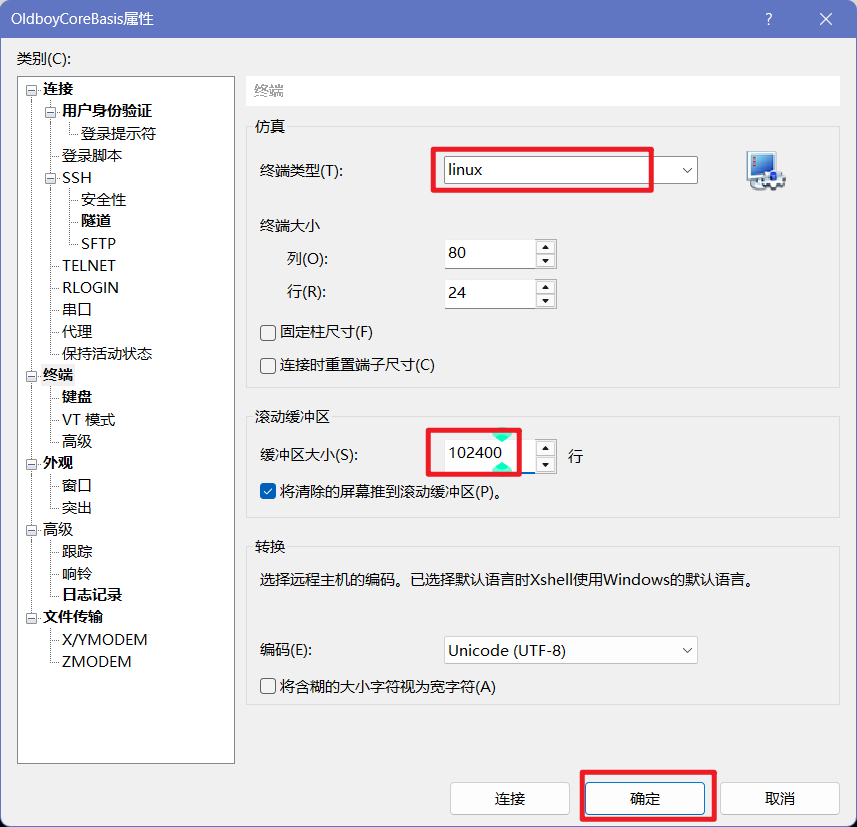 OldboyCoreBasis属性
?
类别(C):
连接
用户身份验证
登录提示符
登录脚本
SSH
安全性
隧道
SFTP
TELNET
RLOGIN
串口
代理
保持活动状态
终端
键盘
VT 模式
高级
外观
窗口
突出
高级
跟踪
响铃
日志记录
文件传输
X/YMODEM
ZMODEM
终端
仿真
终端类型(T):
linux
终端大小
列(O):
80
行(R):
24
固定柱尺寸(F)
连接时重置端子尺寸(C)
滚动缓冲区
缓冲区大小(S):
102400
行
将清除的屏幕推到滚动缓冲区(P)。
转换
选择远程主机的编码。已选择默认语言时Xshell使用Windows的默认语言。
编码(E):
Unicode (UTF-8)
将含糊的大小字符视为宽字符(A)
连接
确定
取消